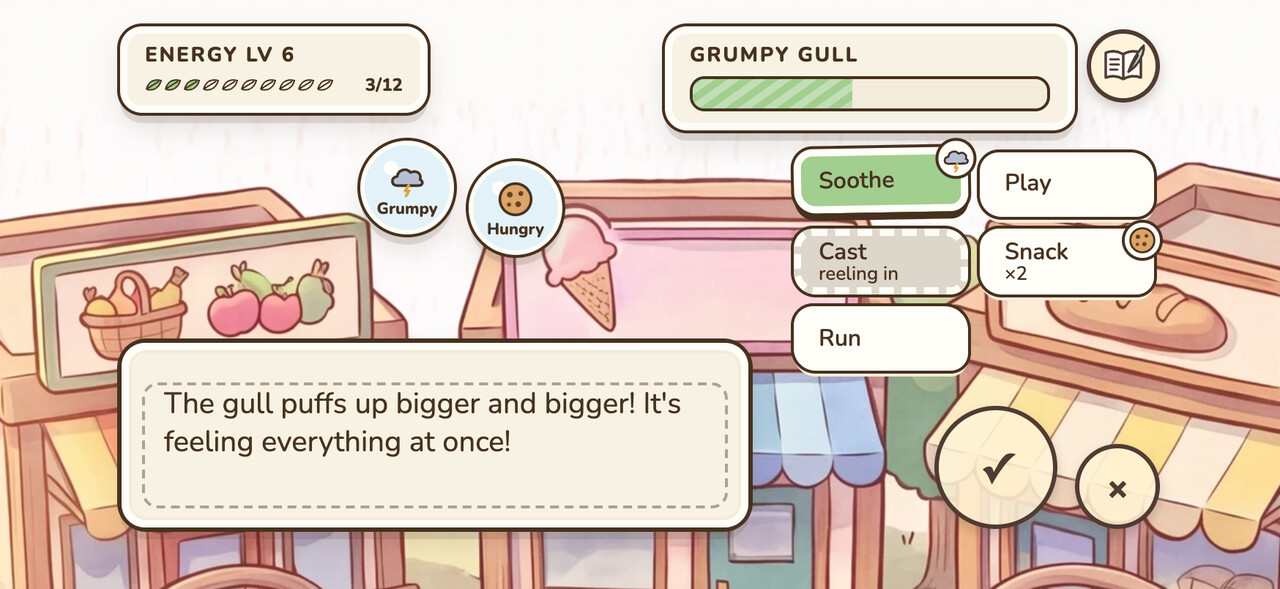 ENERGY LV 6
3/12
GRUMPY GULL
Grumpy
Hungry
Soothe
Play
Cast
reeling in
Snack
×2
Run
The gull puffs up bigger and bigger! It's
feeling everything at once!